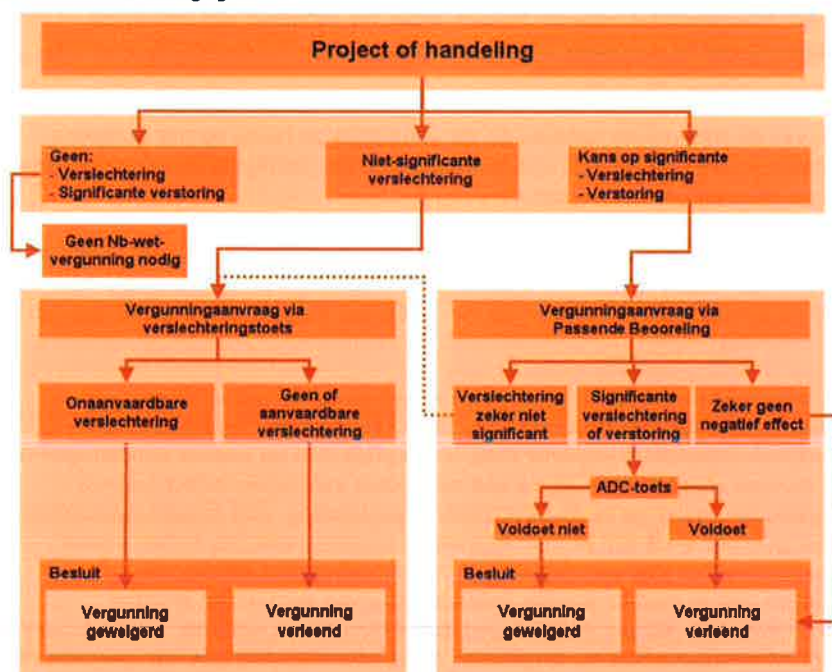 Project of handeling
Geen:
- Verslechtering
- Significante verstoring
Niet-significante
verslechtering
Kans op significante
- Verslechtering
- Verstoring
Geen Nb-wet-
vergunning nodig
Vergunningaanvraag via
verslechteringstoets
Vergunningaanvraag via
Passende Beooreling
Onaanvaardbare
verslechtering
Geen of
aanvaardbare
verslechtering
Verslechtering
zeker niet
significant
Significante
verslechtering
of verstoring
Zeker geen
negatief effect
ADC-toets
Voldoet niet
Voldoet
Besluit
Vergunning
geweigerd
Vergunning
verleend
Besluit
Vergunning
geweigerd
Vergunning
verleend